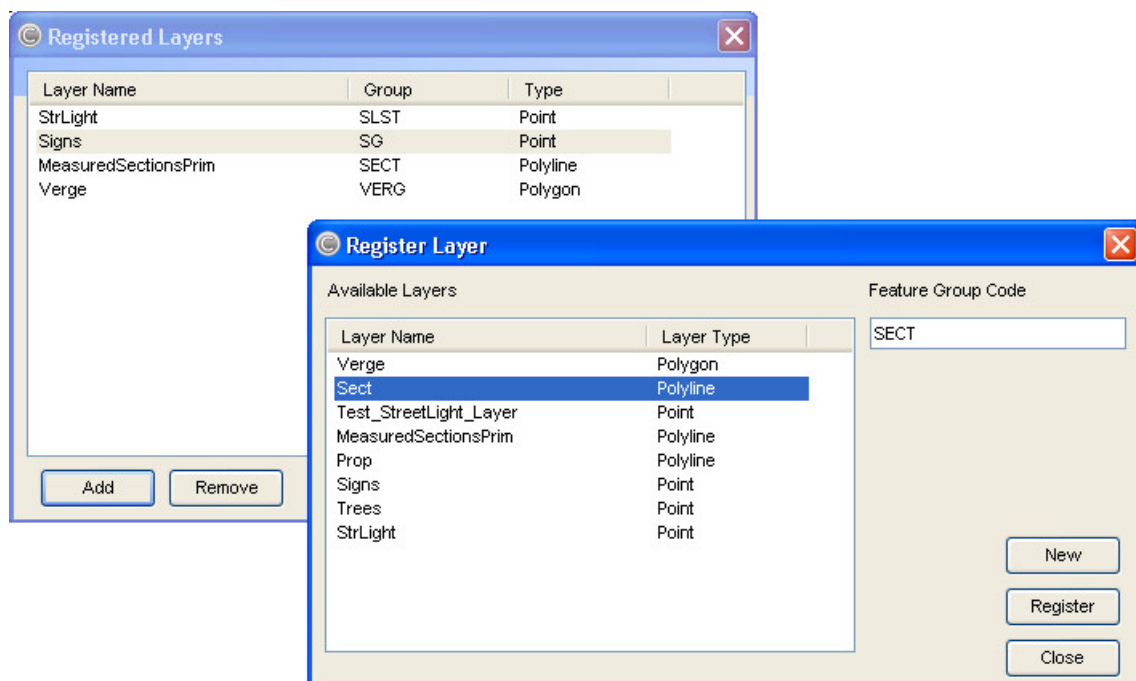 Registered Layers
Layer Name Group Type
StrLight SLST Point
Signs SG Point
MeasuredSectionsPrim SECT Polyline
Verge VERG Polygon
Add Remove
Register Layer
Available Layers
Layer Name Layer Type
Verge Polygon
Sect Polyline
Test_StreetLight_Layer Point
MeasuredSectionsPrim Polyline
Prop Polyline
Signs Point
Trees Point
StrLight Point
Feature Group Code
SECT
New
Register
Close